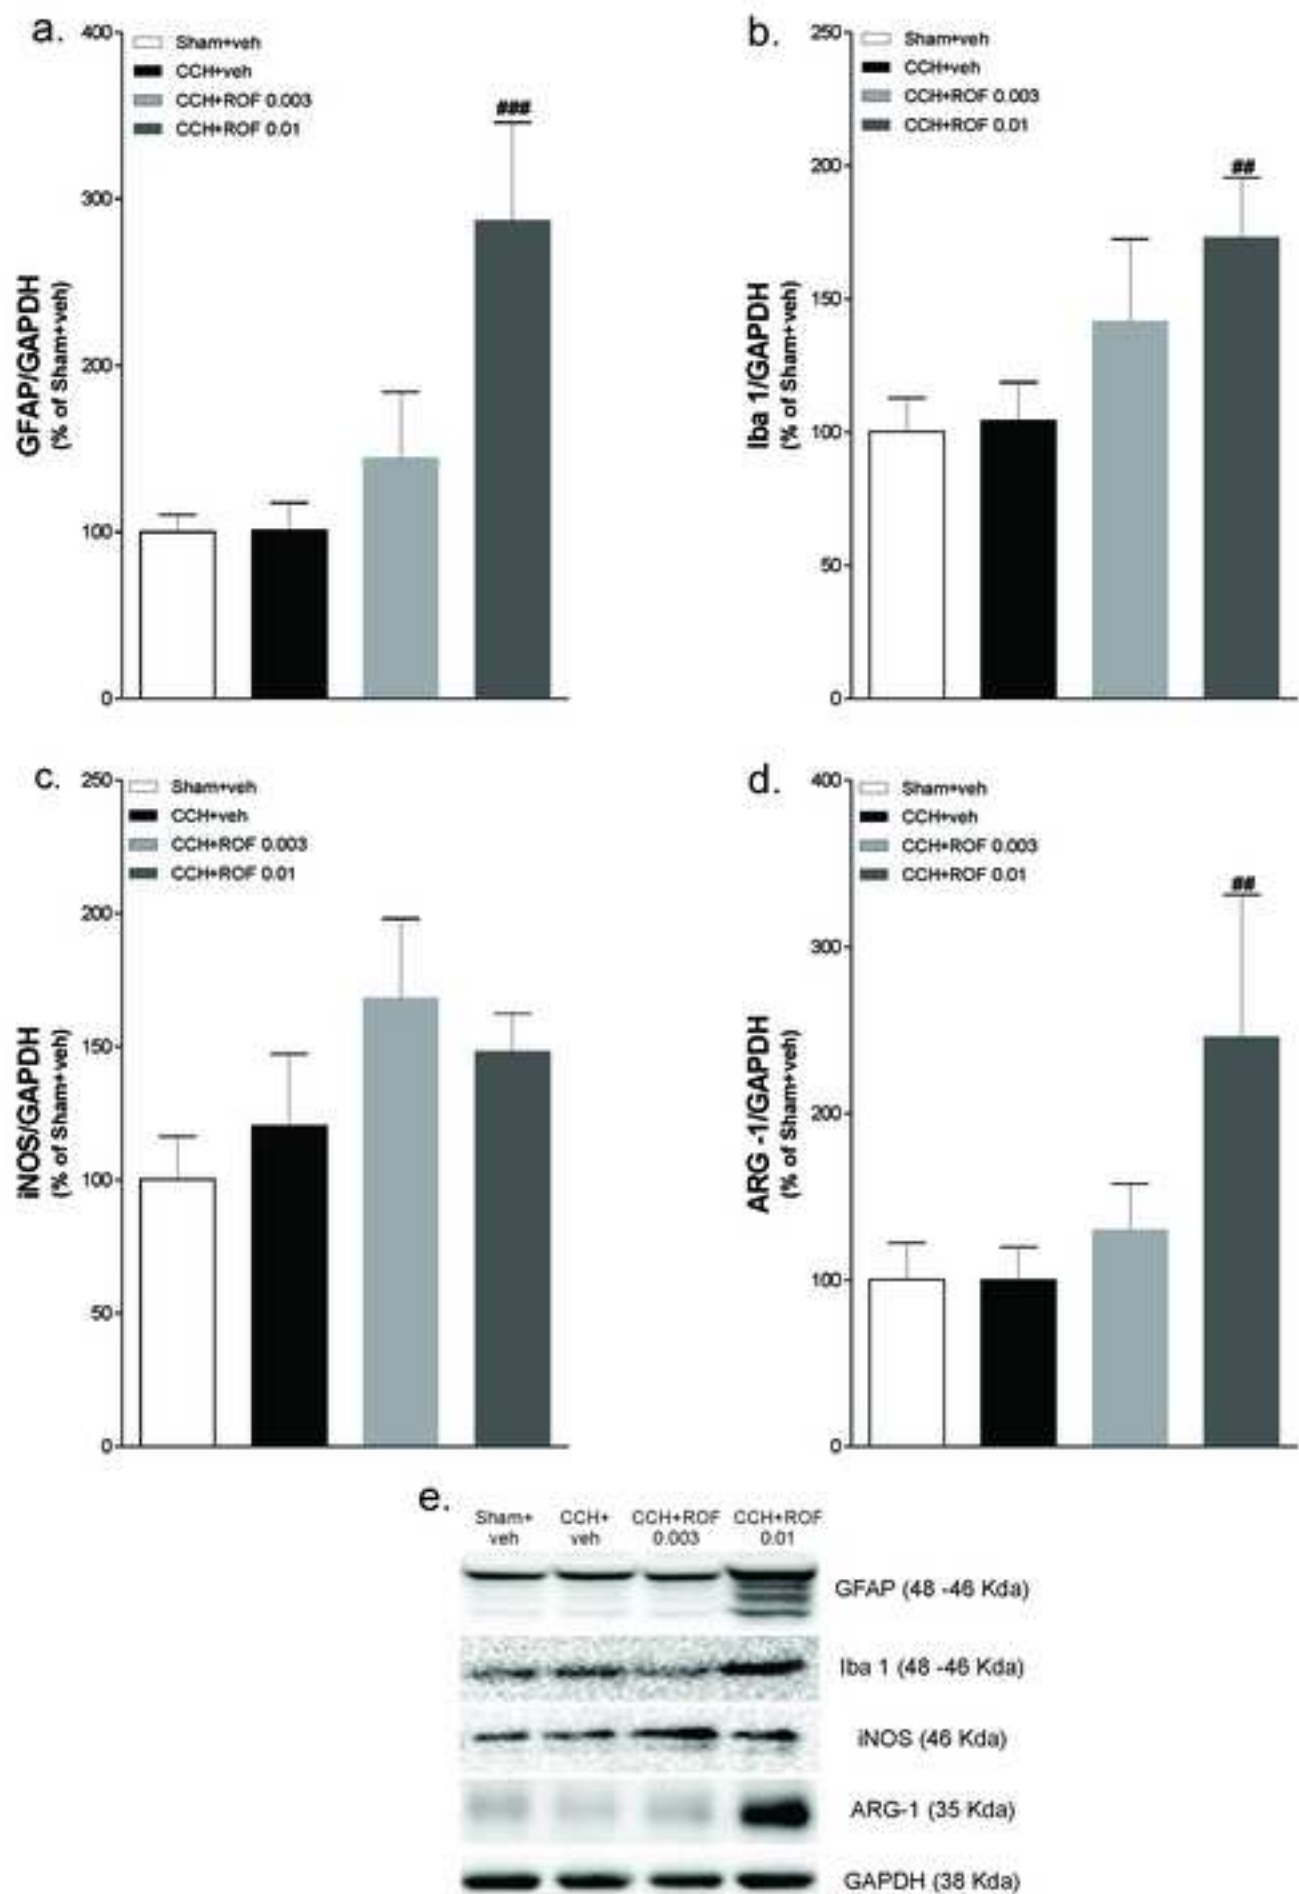 a.
400
300
200
100
0
GFAP/GAPDH
(% of Sham+veh)
Sham+veh
CCH+veh
CCH+ROF 0.003
CCH+ROF 0.01
###
b.
250
200
150
100
50
0
Iba 1/GAPDH
(% of Sham+veh)
Sham+veh
CCH+veh
CCH+ROF 0.003
CCH+ROF 0.01
##
c.
250
200
150
100
50
0
iNOS/GAPDH
(% of Sham+veh)
Sham+veh
CCH+veh
CCH+ROF 0.003
CCH+ROF 0.01
d.
400
300
200
100
0
ARG -1/GAPDH
(% of Sham+veh)
Sham+veh
CCH+veh
CCH+ROF 0.003
CCH+ROF 0.01
##
e.
Sham+ CCH+ CCH+ROF CCH+ROF
veh veh 0.003 0.01
GFAP (48 -46 Kda)
Iba 1 (48 -46 Kda)
iNOS (46 Kda)
ARG-1 (35 Kda)
GAPDH (38 Kda)